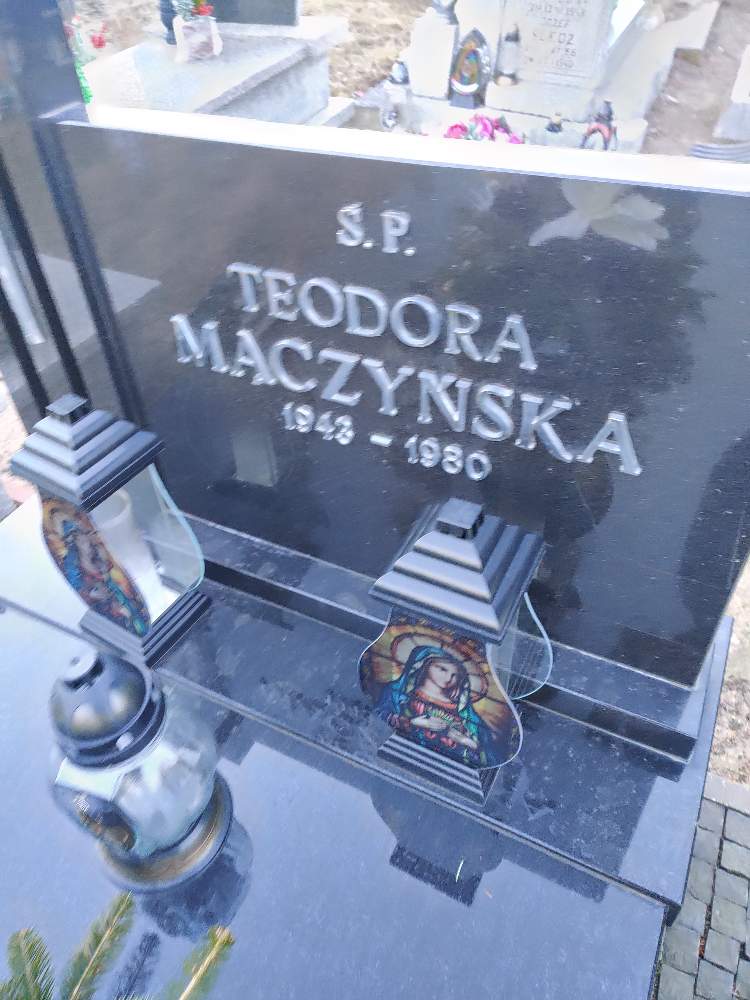 Ś.P.
TEODORA
MACZYŃSKA
1943 - 1980